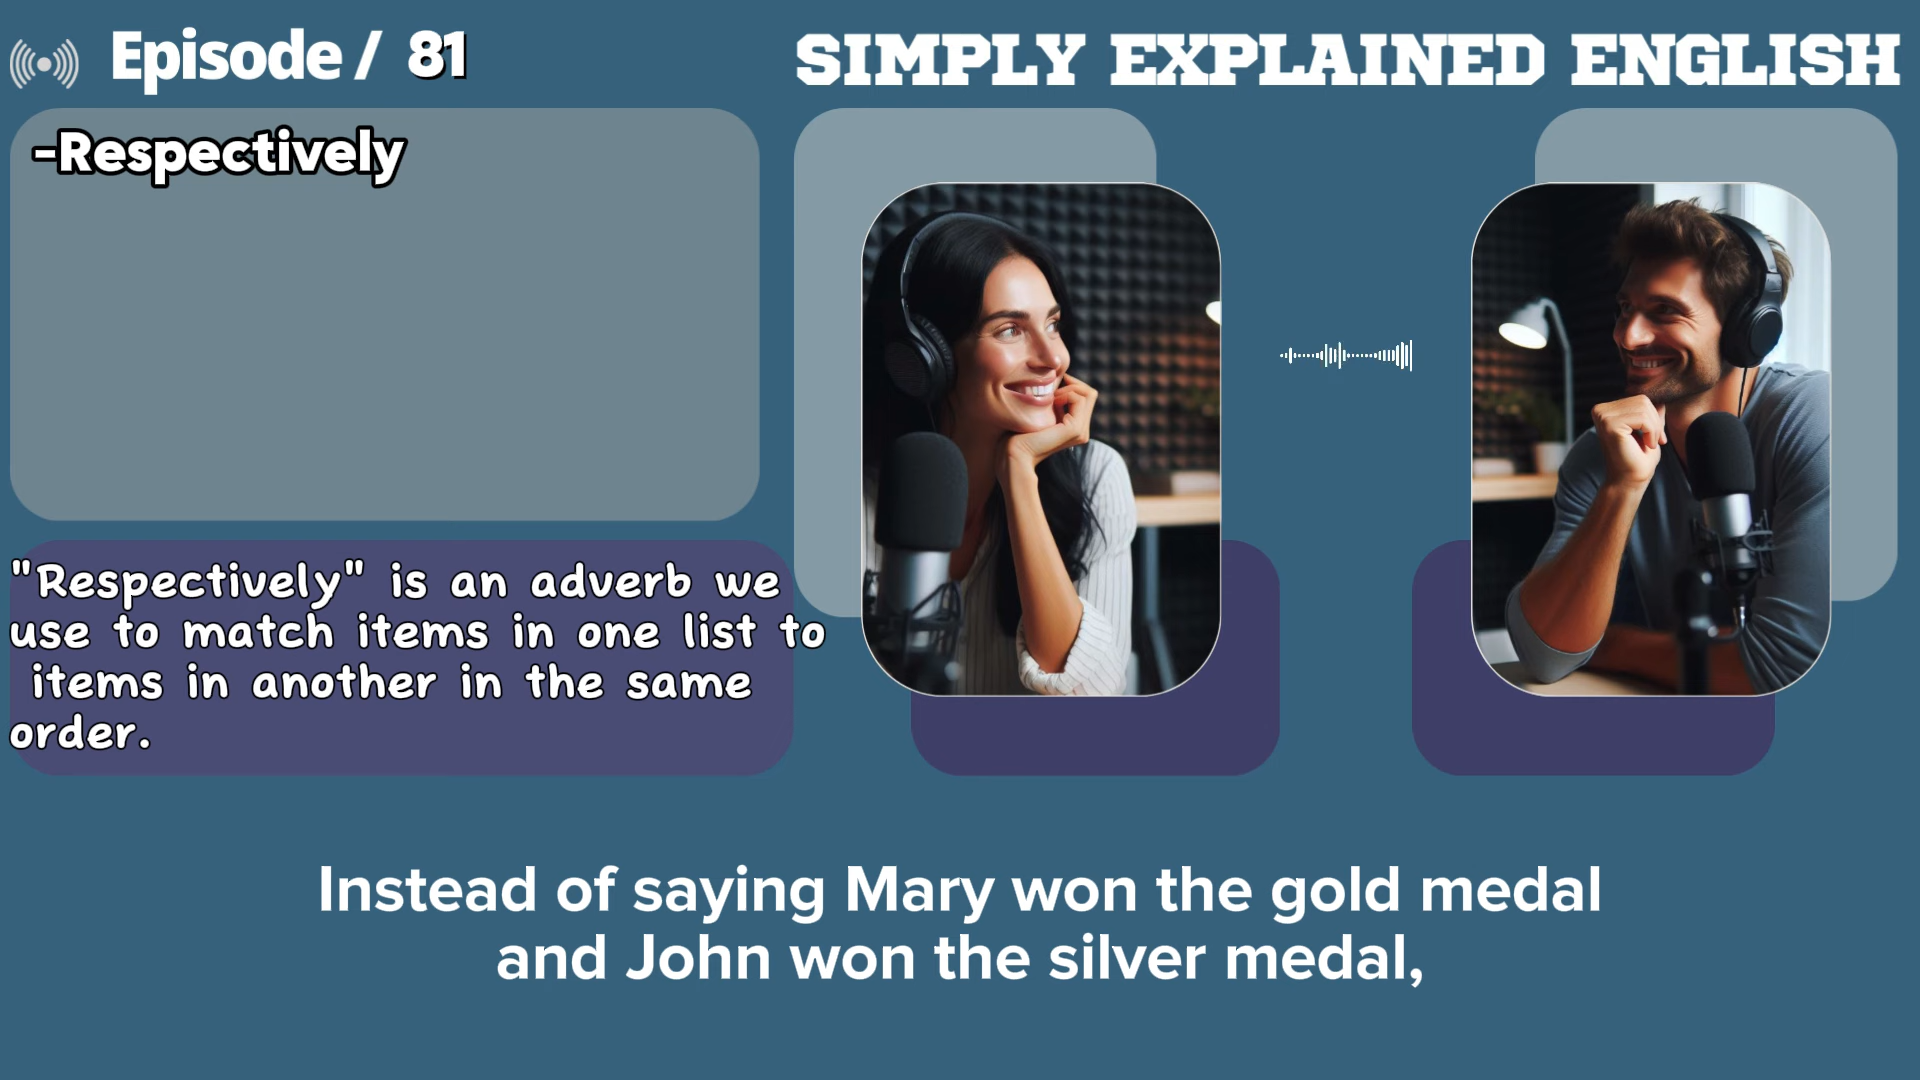 Episode / 81
SIMPLY EXPLAINED ENGLISH
-Respectively
"Respectively" is an adverb we
use to match items in one list to
items in another in the same
order.
Instead of saying Mary won the gold medal
and John won the silver medal,